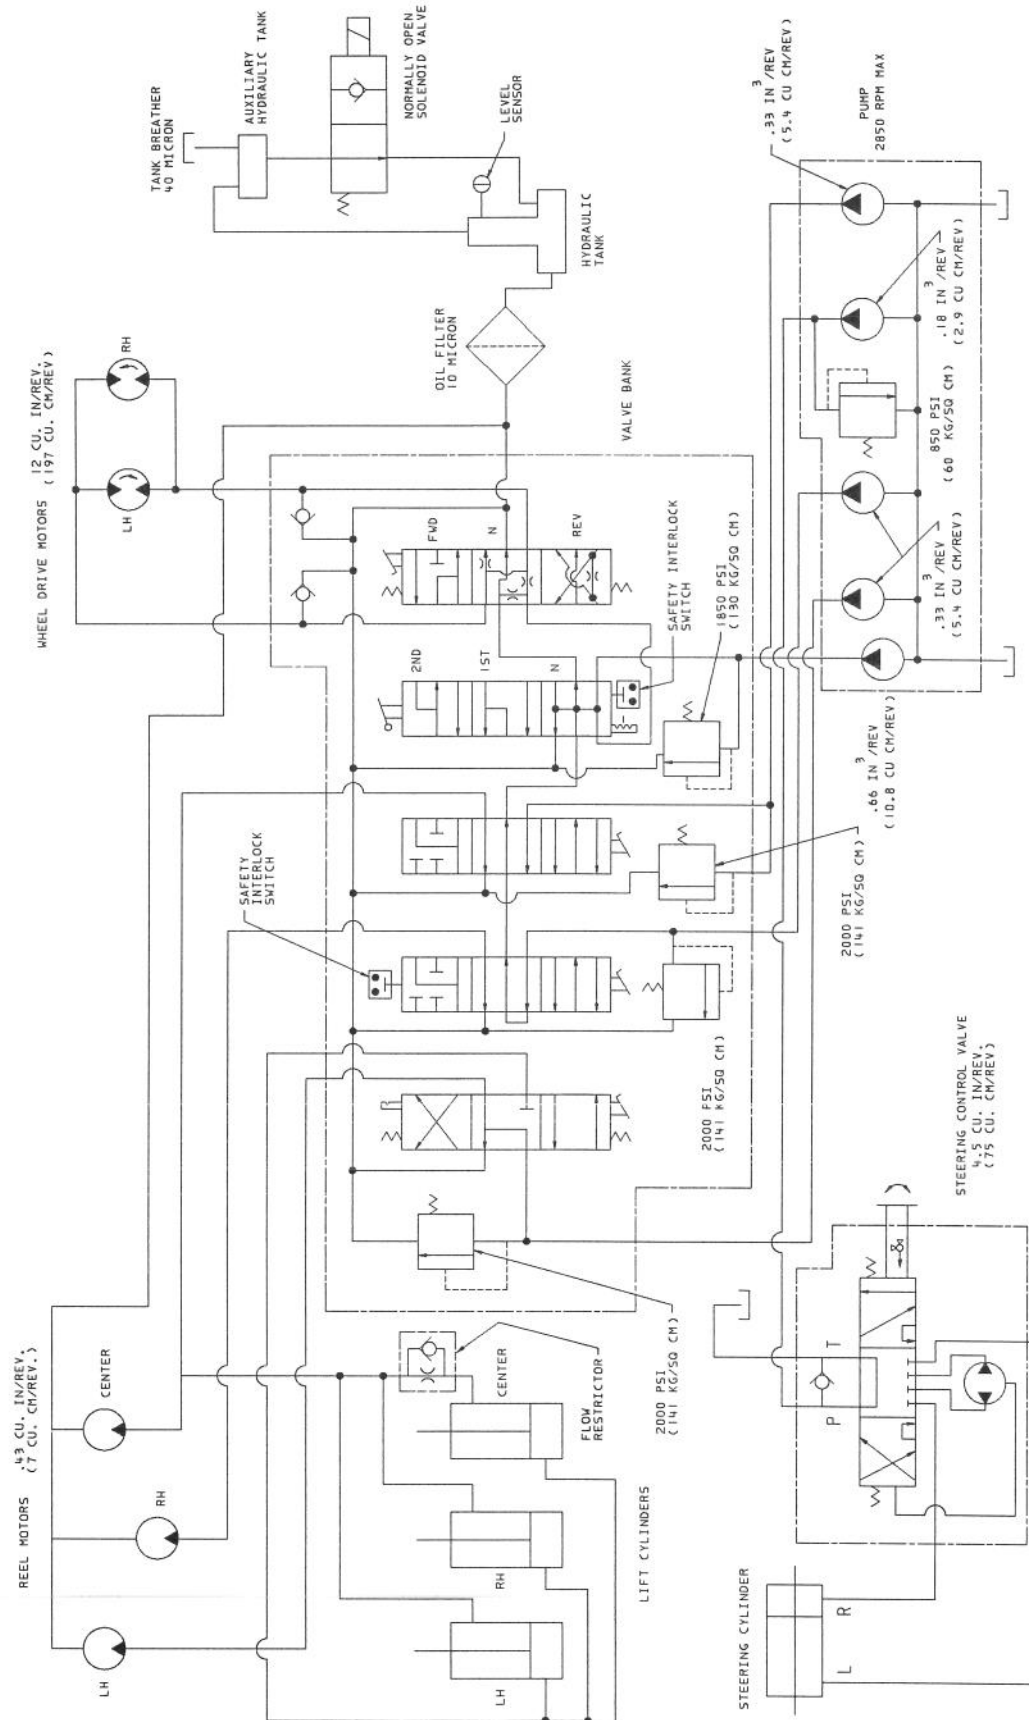 REEL MOTORS
.43 CU. IN/REV.
(7 CU. CM/REV.)
LH
RH
CENTER
WHEEL DRIVE MOTORS
12 CU. IN/REV.
(197 CU. CM/REV)
LH
RH
TANK BREATHER
40 MICRON
AUXILIARY
HYDRAULIC TANK
NORMALLY OPEN
SOLENOID VALVE
LEVEL
SENSOR
HYDRAULIC
TANK
OIL FILTER
10 MICRON
VALVE BANK
SAFETY
INTERLOCK
SWITCH
2ND
1ST
N
FWD
N
REV
SAFETY INTERLOCK
SWITCH
1850 PSI
(130 KG/SQ CM)
LH
RH
CENTER
FLOW
RESTRICTOR
LIFT CYLINDERS
2000 PSI
(141 KG/SQ CM)
2000 PSI
(141 KG/SQ CM)
2000 PSI
(141 KG/SQ CM)
.66 IN3/REV
(10.8 CU CM/REV)
.33 IN3/REV
(5.4 CU CM/REV)
850 PSI
(60 KG/SQ CM)
.18 IN3/REV
(2.9 CU CM/REV)
.33 IN3/REV
(5.4 CU CM/REV)
PUMP
2850 RPM MAX
STEERING CYLINDER
L
R
P
T
STEERING CONTROL VALVE
4.5 CU. IN/REV.
(75 CU. CM/REV)